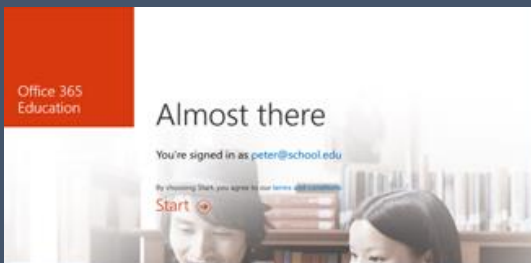 Office 365
Education
Almost there
You're signed in as peter@school.edu
By choosing Start, you agree to our terms and conditions.
Start